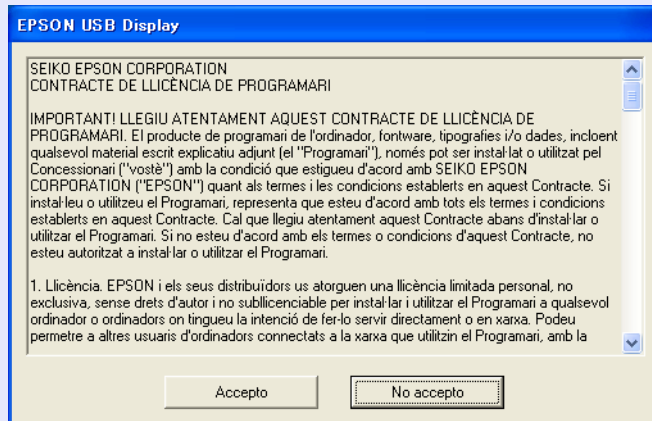 EPSON USB Display
SEIKO EPSON CORPORATION
CONTRACTE DE LLICÈNCIA DE PROGRAMARI
IMPORTANT! LLEGIU ATENTAMENT AQUEST CONTRACTE DE LLICÈNCIA DE
PROGRAMARI. El producte de programari de l'ordinador, fontware, tipografies i/o dades, incloent
qualsevol material escrit explicatiu adjunt (el "Programari"), només pot ser instal·lat o utilitzat pel
Concessionari ("vostè") amb la condició que estigueu d'acord amb SEIKO EPSON
CORPORATION ("EPSON") quant als termes i les condicions establerts en aquest Contracte. Si
instal·leu o utilitzeu el Programari, representa que esteu d'acord amb tots els termes i condicions
establerts en aquest Contracte. Cal que llegiu atentament aquest Contracte abans d'instal·lar o
utilitzar el Programari. Si no esteu d'acord amb els termes o condicions d'aquest Contracte, no
esteu autoritzat a instal·lar o utilitzar el Programari.
1. Llicència. EPSON i els seus distribuïdors us atorguen una llicència limitada personal, no
exclusiva, sense drets d'autor i no subllicenciable per instal·lar i utilitzar el Programari a qualsevol
ordinador o ordinadors on tingueu la intenció de fer-lo servir directament o en xarxa. Podeu
permetre a altres usuaris d'ordinadors connectats a la xarxa que utilitzin el Programari, amb la
Accepto
No accepto